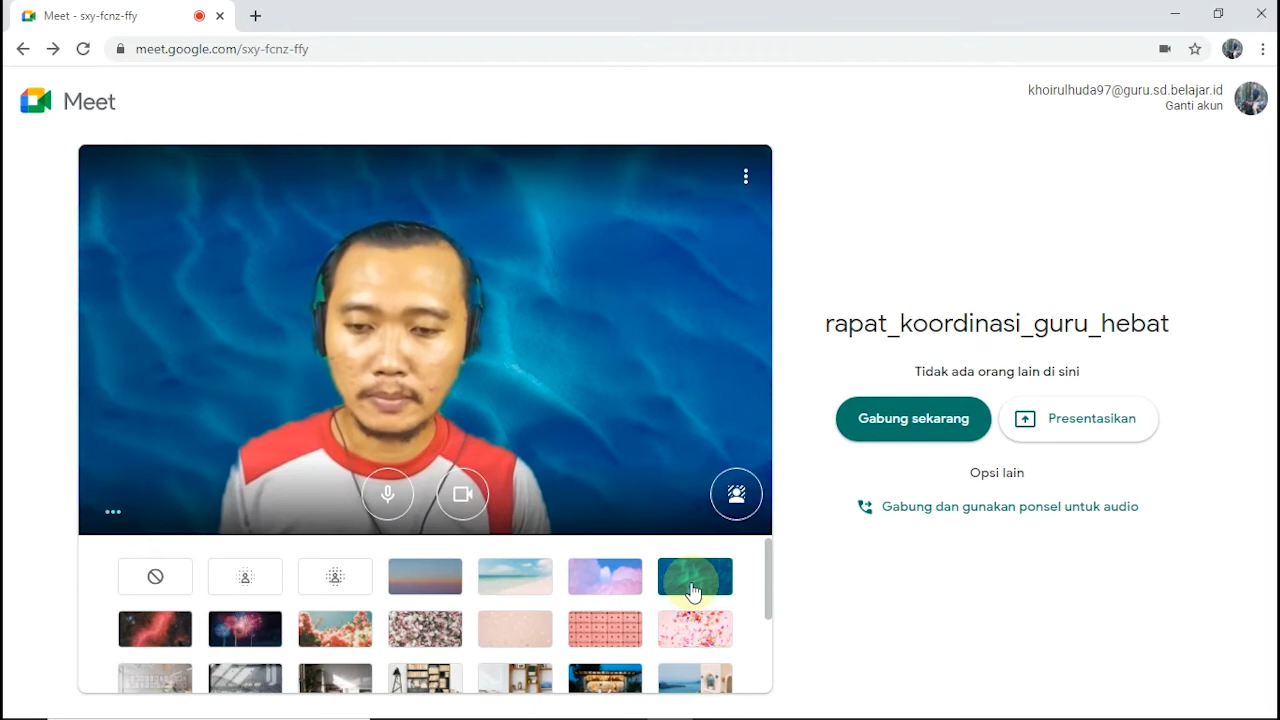 Meet - sxy-fcnz-ffy
meet.google.com/sxy-fcnz-ffy
Meet
khoirulhuda97@guru.sd.belajar.id
Ganti akun
rapat_koordinasi_guru_hebat
Tidak ada orang lain di sini
Gabung sekarang
Presentasikan
Opsi lain
Gabung dan gunakan ponsel untuk audio